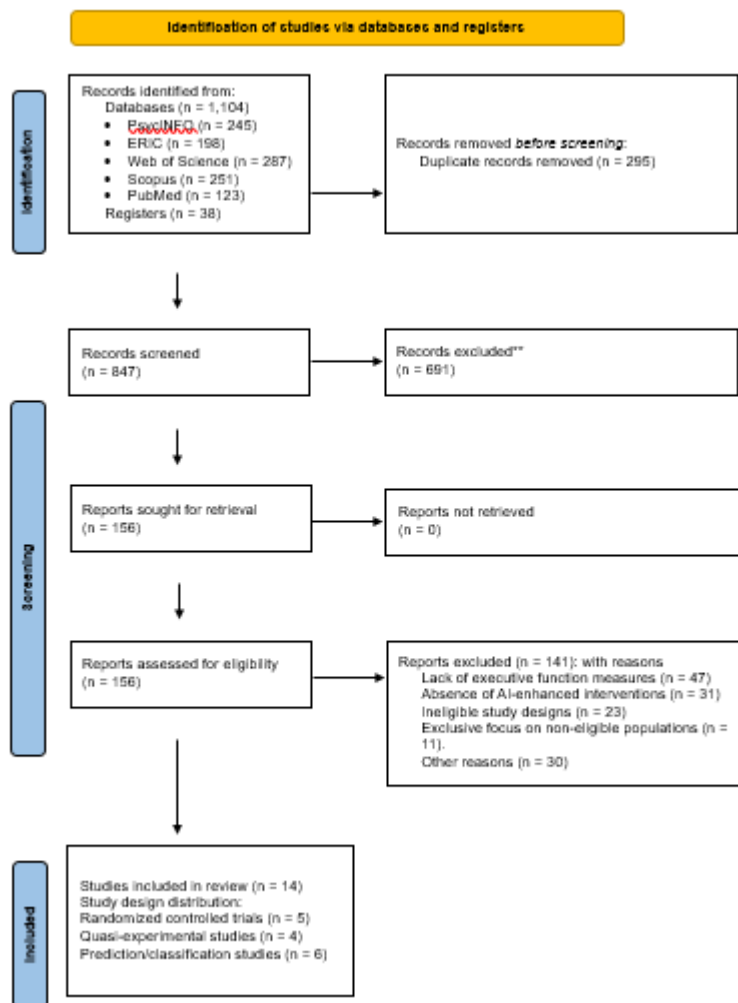 Identification of studies via databases and registers
Identification
Records identified from:
Databases (n = 1,104)
• PsycINFO (n = 245)
• ERIC (n = 198)
• Web of Science (n = 287)
• Scopus (n = 251)
• PubMed (n = 123)
Registers (n = 38)
Records removed before screening:
Duplicate records removed (n = 295)
Screening
Records screened
(n = 847)
Records excluded**
(n = 691)
Reports sought for retrieval
(n = 156)
Reports not retrieved
(n = 0)
Reports assessed for eligibility
(n = 156)
Reports excluded (n = 141): with reasons
Lack of executive function measures (n = 47)
Absence of AI-enhanced interventions (n = 31)
Ineligible study designs (n = 23)
Exclusive focus on non-eligible populations (n =
11).
Other reasons (n = 30)
Included
Studies included in review (n = 14)
Study design distribution:
Randomized controlled trials (n = 5)
Quasi-experimental studies (n = 4)
Prediction/classification studies (n = 6)